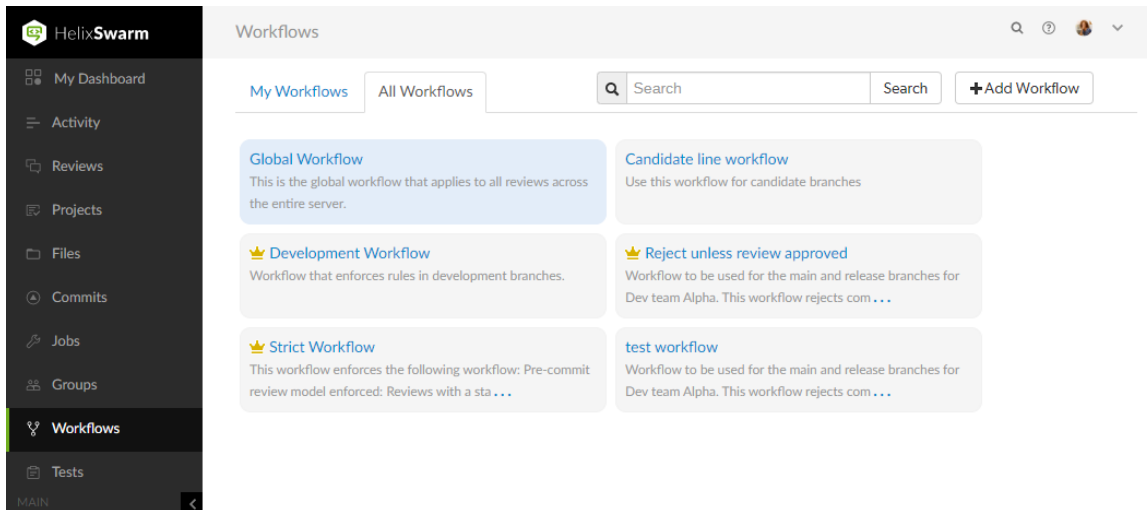 HelixSwarm
My Dashboard
Activity
Reviews
Projects
Files
Commits
Jobs
Groups
Workflows
Tests
MAIN
Workflows
My Workflows
All Workflows
Search
Search
Add Workflow
Global Workflow
This is the global workflow that applies to all reviews across
the entire server.
Candidate line workflow
Use this workflow for candidate branches
Development Workflow
Workflow that enforces rules in development branches.
Reject unless review approved
Workflow to be used for the main and release branches for
Dev team Alpha. This workflow rejects com...
Strict Workflow
This workflow enforces the following workflow: Pre-commit
review model enforced: Reviews with a sta...
test workflow
Workflow to be used for the main and release branches for
Dev team Alpha. This workflow rejects com...